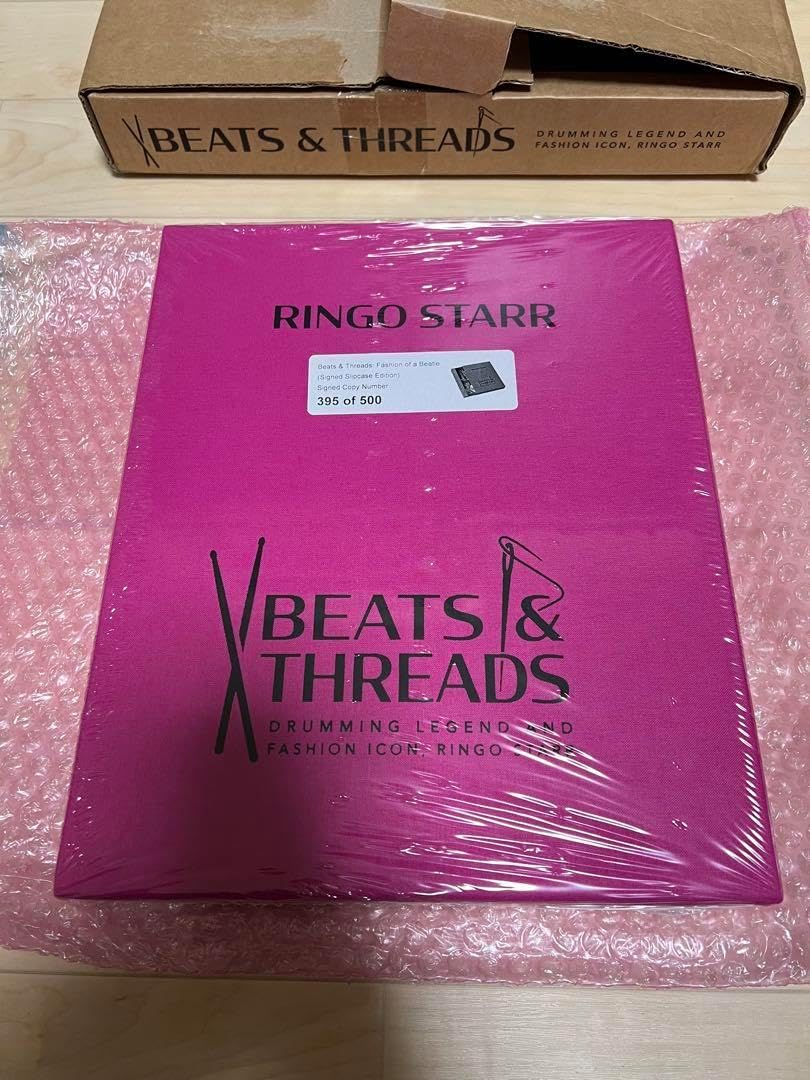 BEATS & THREADS
DRUMMING LEGEND AND
FASHION ICON, RINGO STARR
RINGO STARR
Beats & Threads: Fashion of a Beatle
(Signed Slipcase Edition)
Signed Copy Number
395 of 500
BEATS &
THREADS
DRUMMING LEGEND AND
FASHION ICON, RINGO STARR